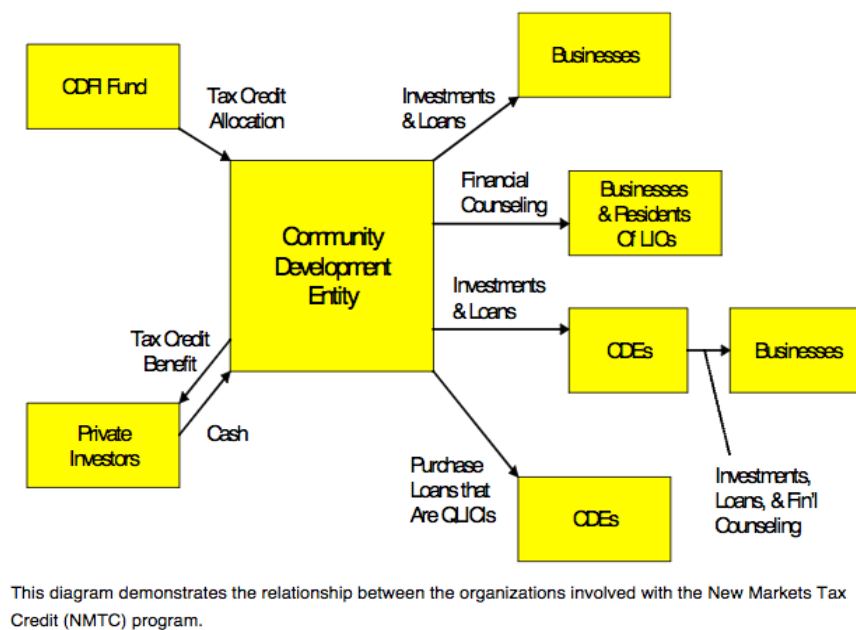 CDFI Fund
Tax Credit
Allocation
Investments
& Loans
Businesses
Financial
Counseling
Businesses
& Residents
Of LICs
Community
Development
Entity
Investments
& Loans
CDEs
Businesses
Tax Credit
Benefit
Private
Investors
Cash
Purchase
Loans that
Are QLICIs
CDEs
Investments,
Loans, & Fin'l
Counseling
This diagram demonstrates the relationship between the organizations involved with the New Markets Tax
Credit (NMTC) program.